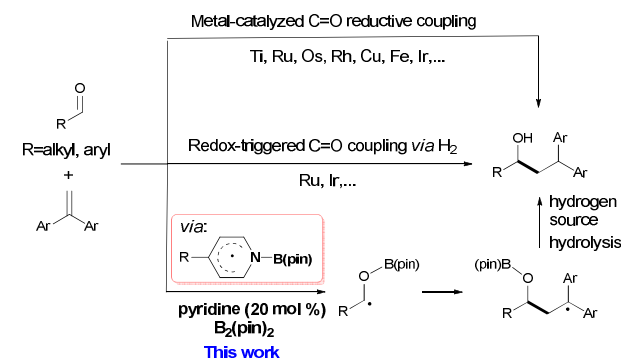 Metal-catalyzed C=O reductive coupling
Ti, Ru, Os, Rh, Cu, Fe, Ir,...
O
R
R=alkyl, aryl
+
Ar Ar
Redox-triggered C=O coupling via H2
Ru, Ir,...
OH Ar
R Ar
hydrogen
source
hydrolysis
via:
R N B(pin)
pyridine (20 mol %)
B2(pin)2
This work
B(pin)
O
R
(pin)B
O Ar
R Ar